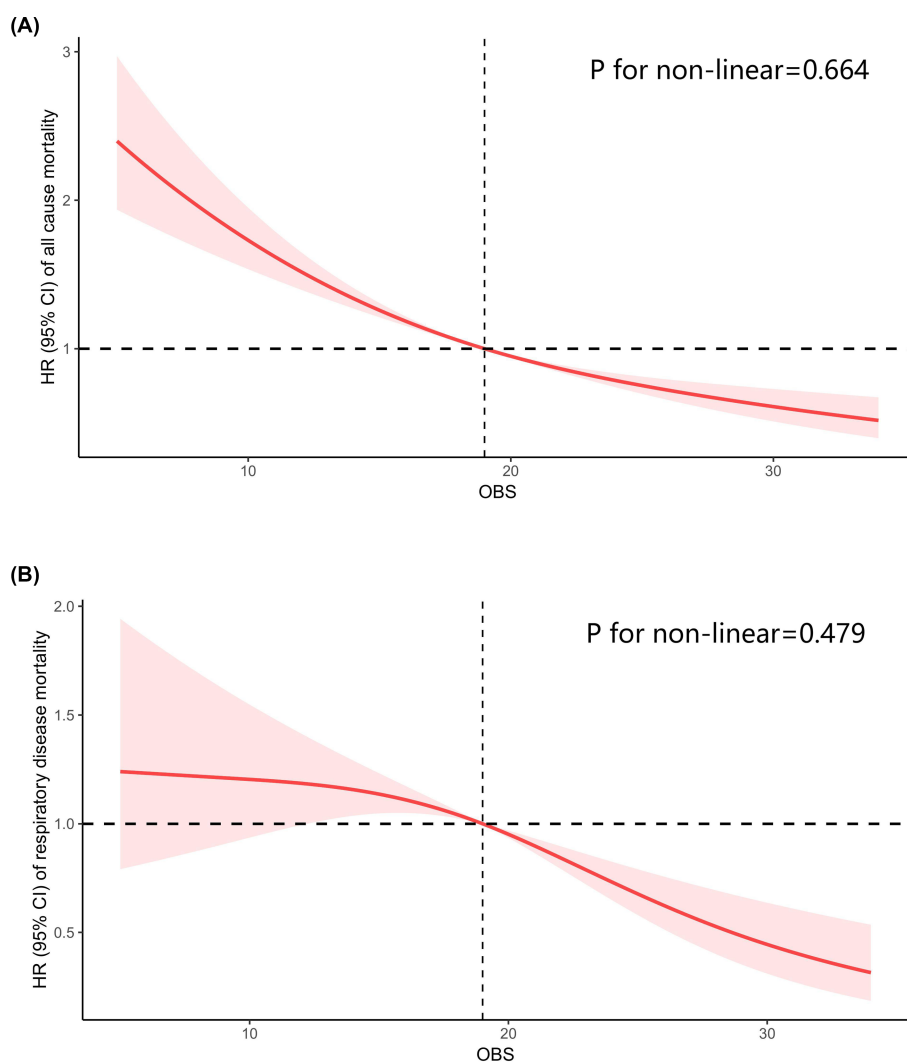 (A)
P for non-linear=0.664
HR (95% CI) of all cause mortality
3
2
1
10
20
30
OBS
(B)
P for non-linear=0.479
HR (95% CI) of respiratory disease mortality
2.0
1.5
1.0
0.5
10
20
30
OBS